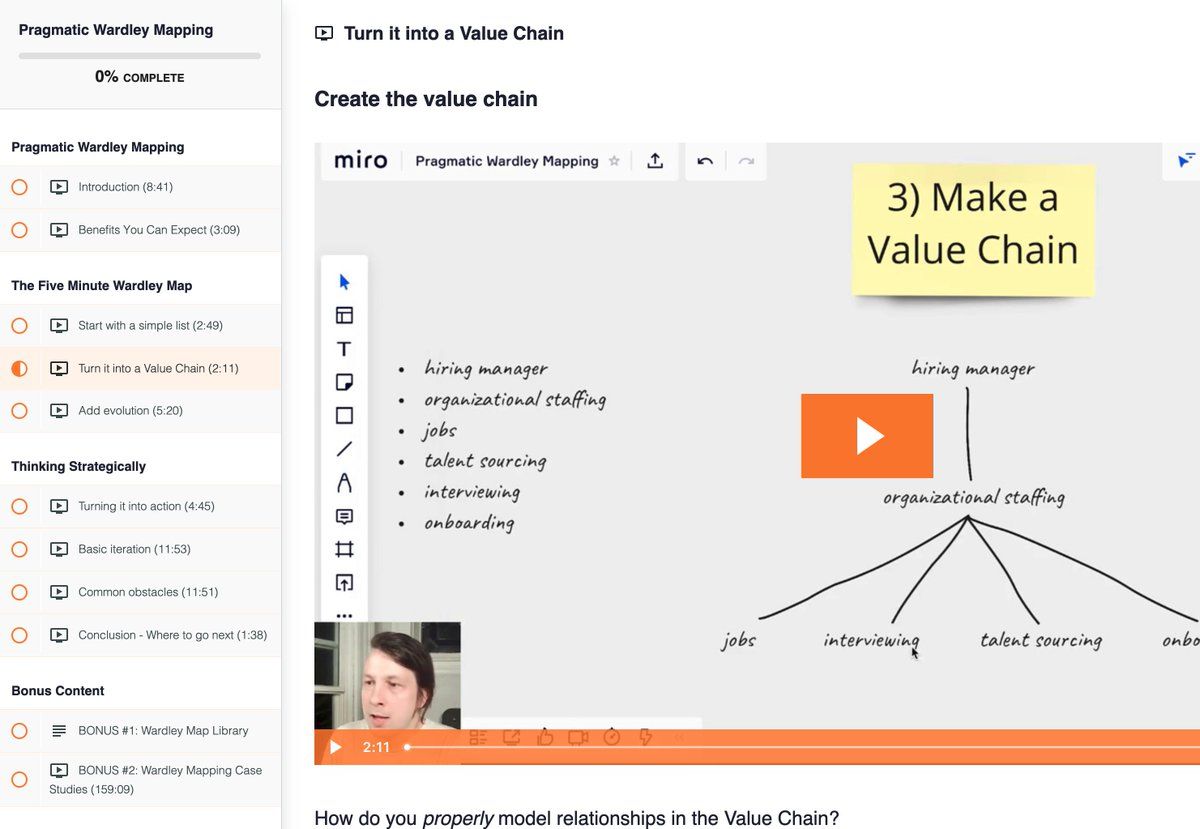 Pragmatic Wardley Mapping
0% COMPLETE
Pragmatic Wardley Mapping
Introduction (8:41)
Benefits You Can Expect (3:09)
The Five Minute Wardley Map
Start with a simple list (2:49)
Turn it into a Value Chain (2:11)
Add evolution (5:20)
Thinking Strategically
Turning it into action (4:45)
Basic iteration (11:53)
Common obstacles (11:51)
Conclusion - Where to go next (1:38)
Bonus Content
BONUS #1: Wardley Map Library
BONUS #2: Wardley Mapping Case
Studies (159:09)
Turn it into a Value Chain
Create the value chain
miro Pragmatic Wardley Mapping
3) Make a
Value Chain
hiring manager
organizational staffing
jobs
talent sourcing
interviewing
onboarding
hiring manager
organizational staffing
jobs interviewing talent sourcing onbo
2:11
How do you properly model relationships in the Value Chain?